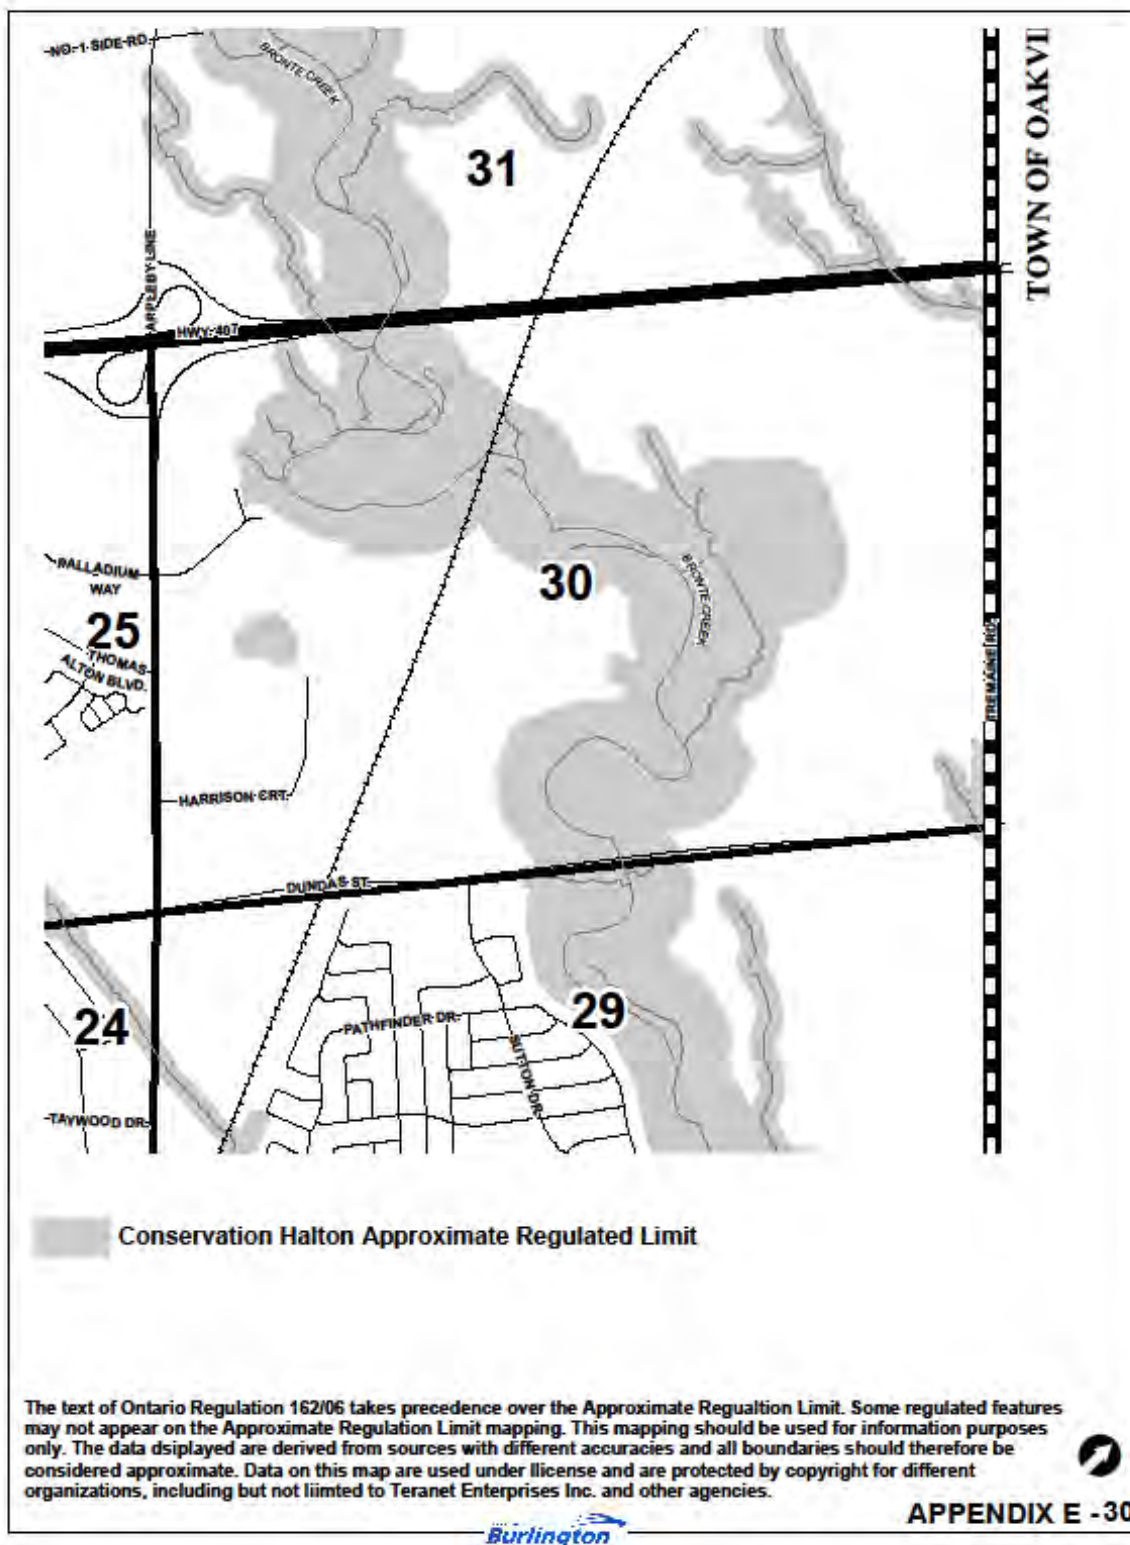 NO. 1 SIDE RD.
BRONTE CREEK
TOWN OF OAKVI
31
APPLEBY LINE
HWY 407
30
BRONTE CREEK
PALLADIUM
WAY
25
THOMAS
ALTON BLVD.
TREMAINE RD.
HARRISON CRT.
DUNDAS ST.
24
29
PATHFINDER DR.
SUTTON DR.
TAYWOOD DR.
Conservation Halton Approximate Regulated Limit
The text of Ontario Regulation 162/06 takes precedence over the Approximate Regualtion Limit. Some regulated features
may not appear on the Approximate Regulation Limit mapping. This mapping should be used for information purposes
only. The data dsiplayed are derived from sources with different accuracies and all boundaries should therefore be
considered approximate. Data on this map are used under llicense and are protected by copyright for different
organizations, including but not liimted to Teranet Enterprises Inc. and other agencies.
APPENDIX E - 30
Burlington